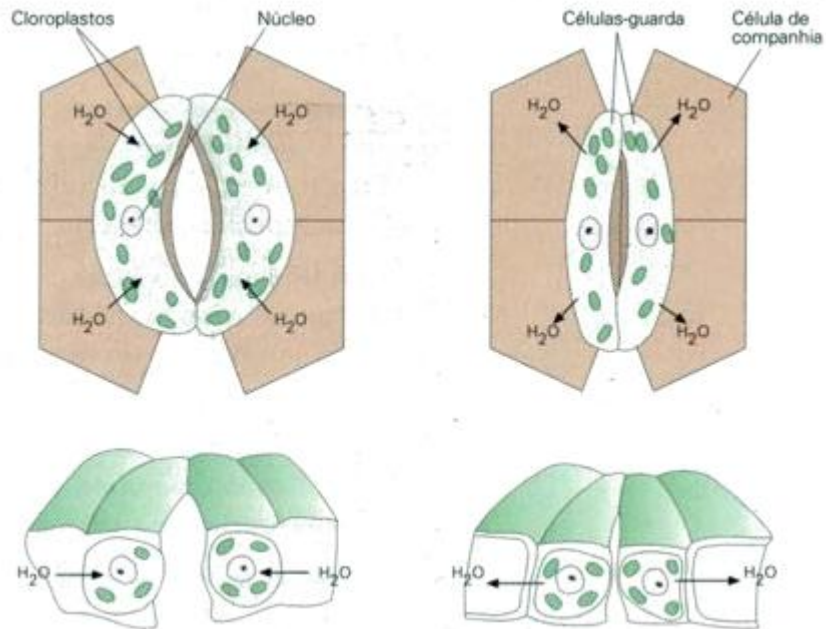 Cloroplastos
Núcleo
Células-guarda
Célula de
companhia
H2O
H2O
H2O
H2O
H2O
H2O
H2O
H2O
H2O
H2O
H2O
H2O